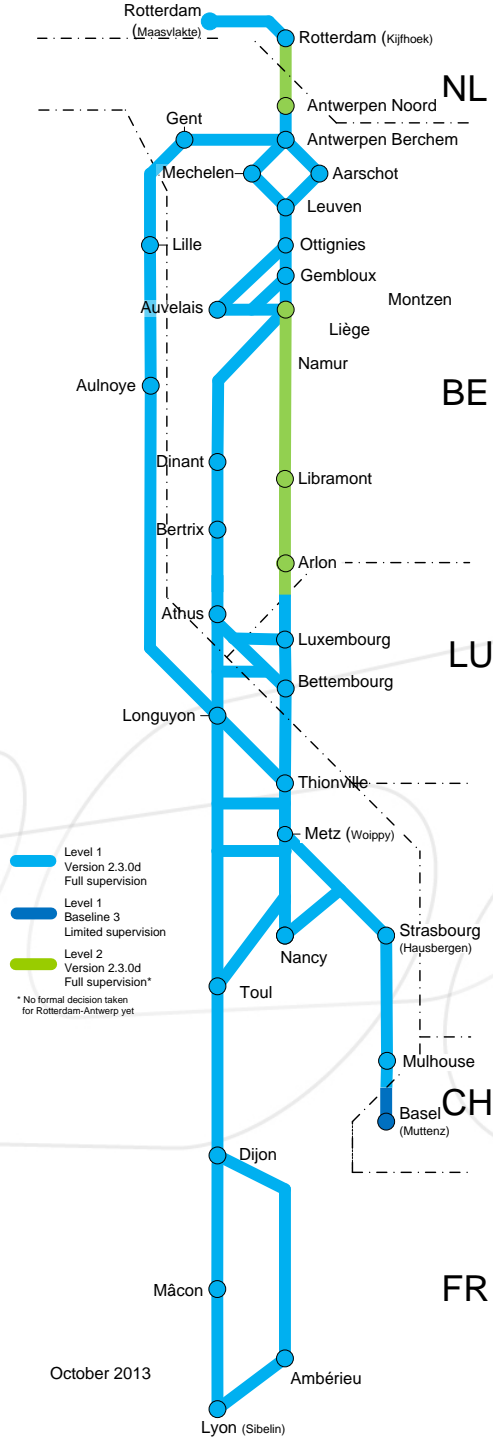 Rotterdam
(Maasvlakte)
Rotterdam (Kijfhoek)
NL
Antwerpen Noord
Gent
Antwerpen Berchem
Mechelen
Aarschot
Leuven
Lille
Ottignies
Gembloux
Montzen
Auvelais
Liège
Namur
Aulnoye
BE
Dinant
Libramont
Bertrix
Arlon
Athus
Luxembourg
LU
Bettembourg
Longuyon
Thionville
Metz (Woippy)
Level 1
Version 2.3.0d
Full supervision
Level 1
Baseline 3
Limited supervision
Level 2
Version 2.3.0d
Full supervision*
* No formal decision taken
for Rotterdam-Antwerp yet
Strasbourg
(Hausbergen)
Nancy
Toul
Mulhouse
CH
Basel
(Muttenz)
Dijon
Mâcon
FR
October 2013
Ambérieu
Lyon (Sibelin)